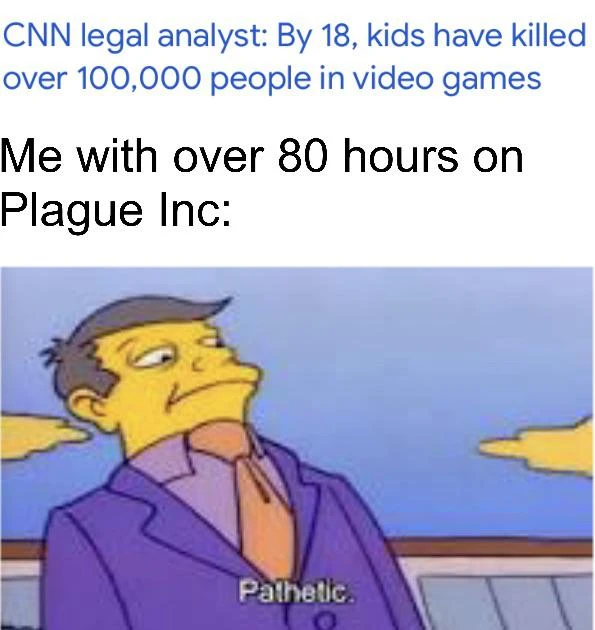 CNN legal analyst: By 18, kids have killed
over 100,000 people in video games
Me with over 80 hours on
Plague Inc:
Pathetic.